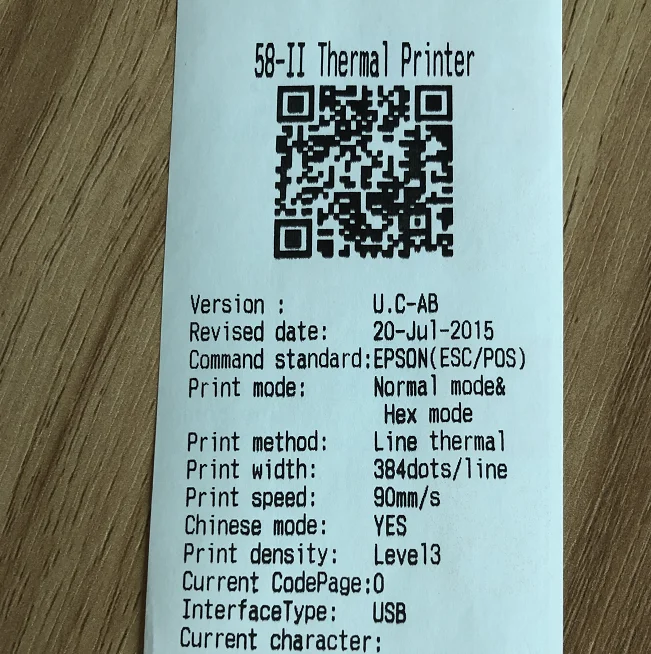 58-II Thermal Printer
Version : U.C-AB
Revised date: 20-Jul-2015
Command standard:EPSON(ESC/POS)
Print mode: Normal mode&
Hex mode
Print method: Line thermal
Print width: 384dots/line
Print speed: 90mm/s
Chinese mode: YES
Print density: Level3
Current CodePage:0
InterfaceType: USB
Current character: